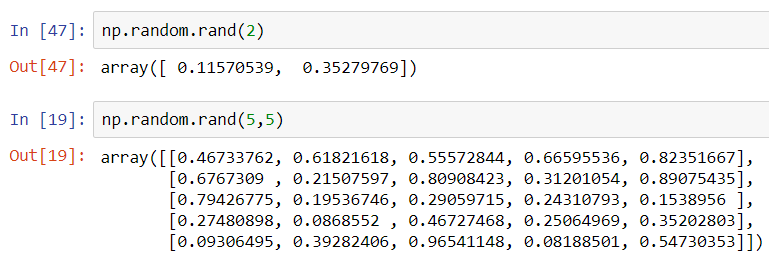 In [47]: np.random.rand(2)
Out[47]: array([ 0.11570539,  0.35279769])
In [19]: np.random.rand(5,5)
Out[19]: array([[0.46733762, 0.61821618, 0.55572844, 0.66595536, 0.82351667],
[0.6767309 , 0.21507597, 0.80908423, 0.31201054, 0.89075435],
[0.79426775, 0.19536746, 0.29059715, 0.24310793, 0.1538956 ],
[0.27480898, 0.0868552 , 0.46727468, 0.25064969, 0.35202803],
[0.09306495, 0.39282406, 0.96541148, 0.08188501, 0.54730353]])